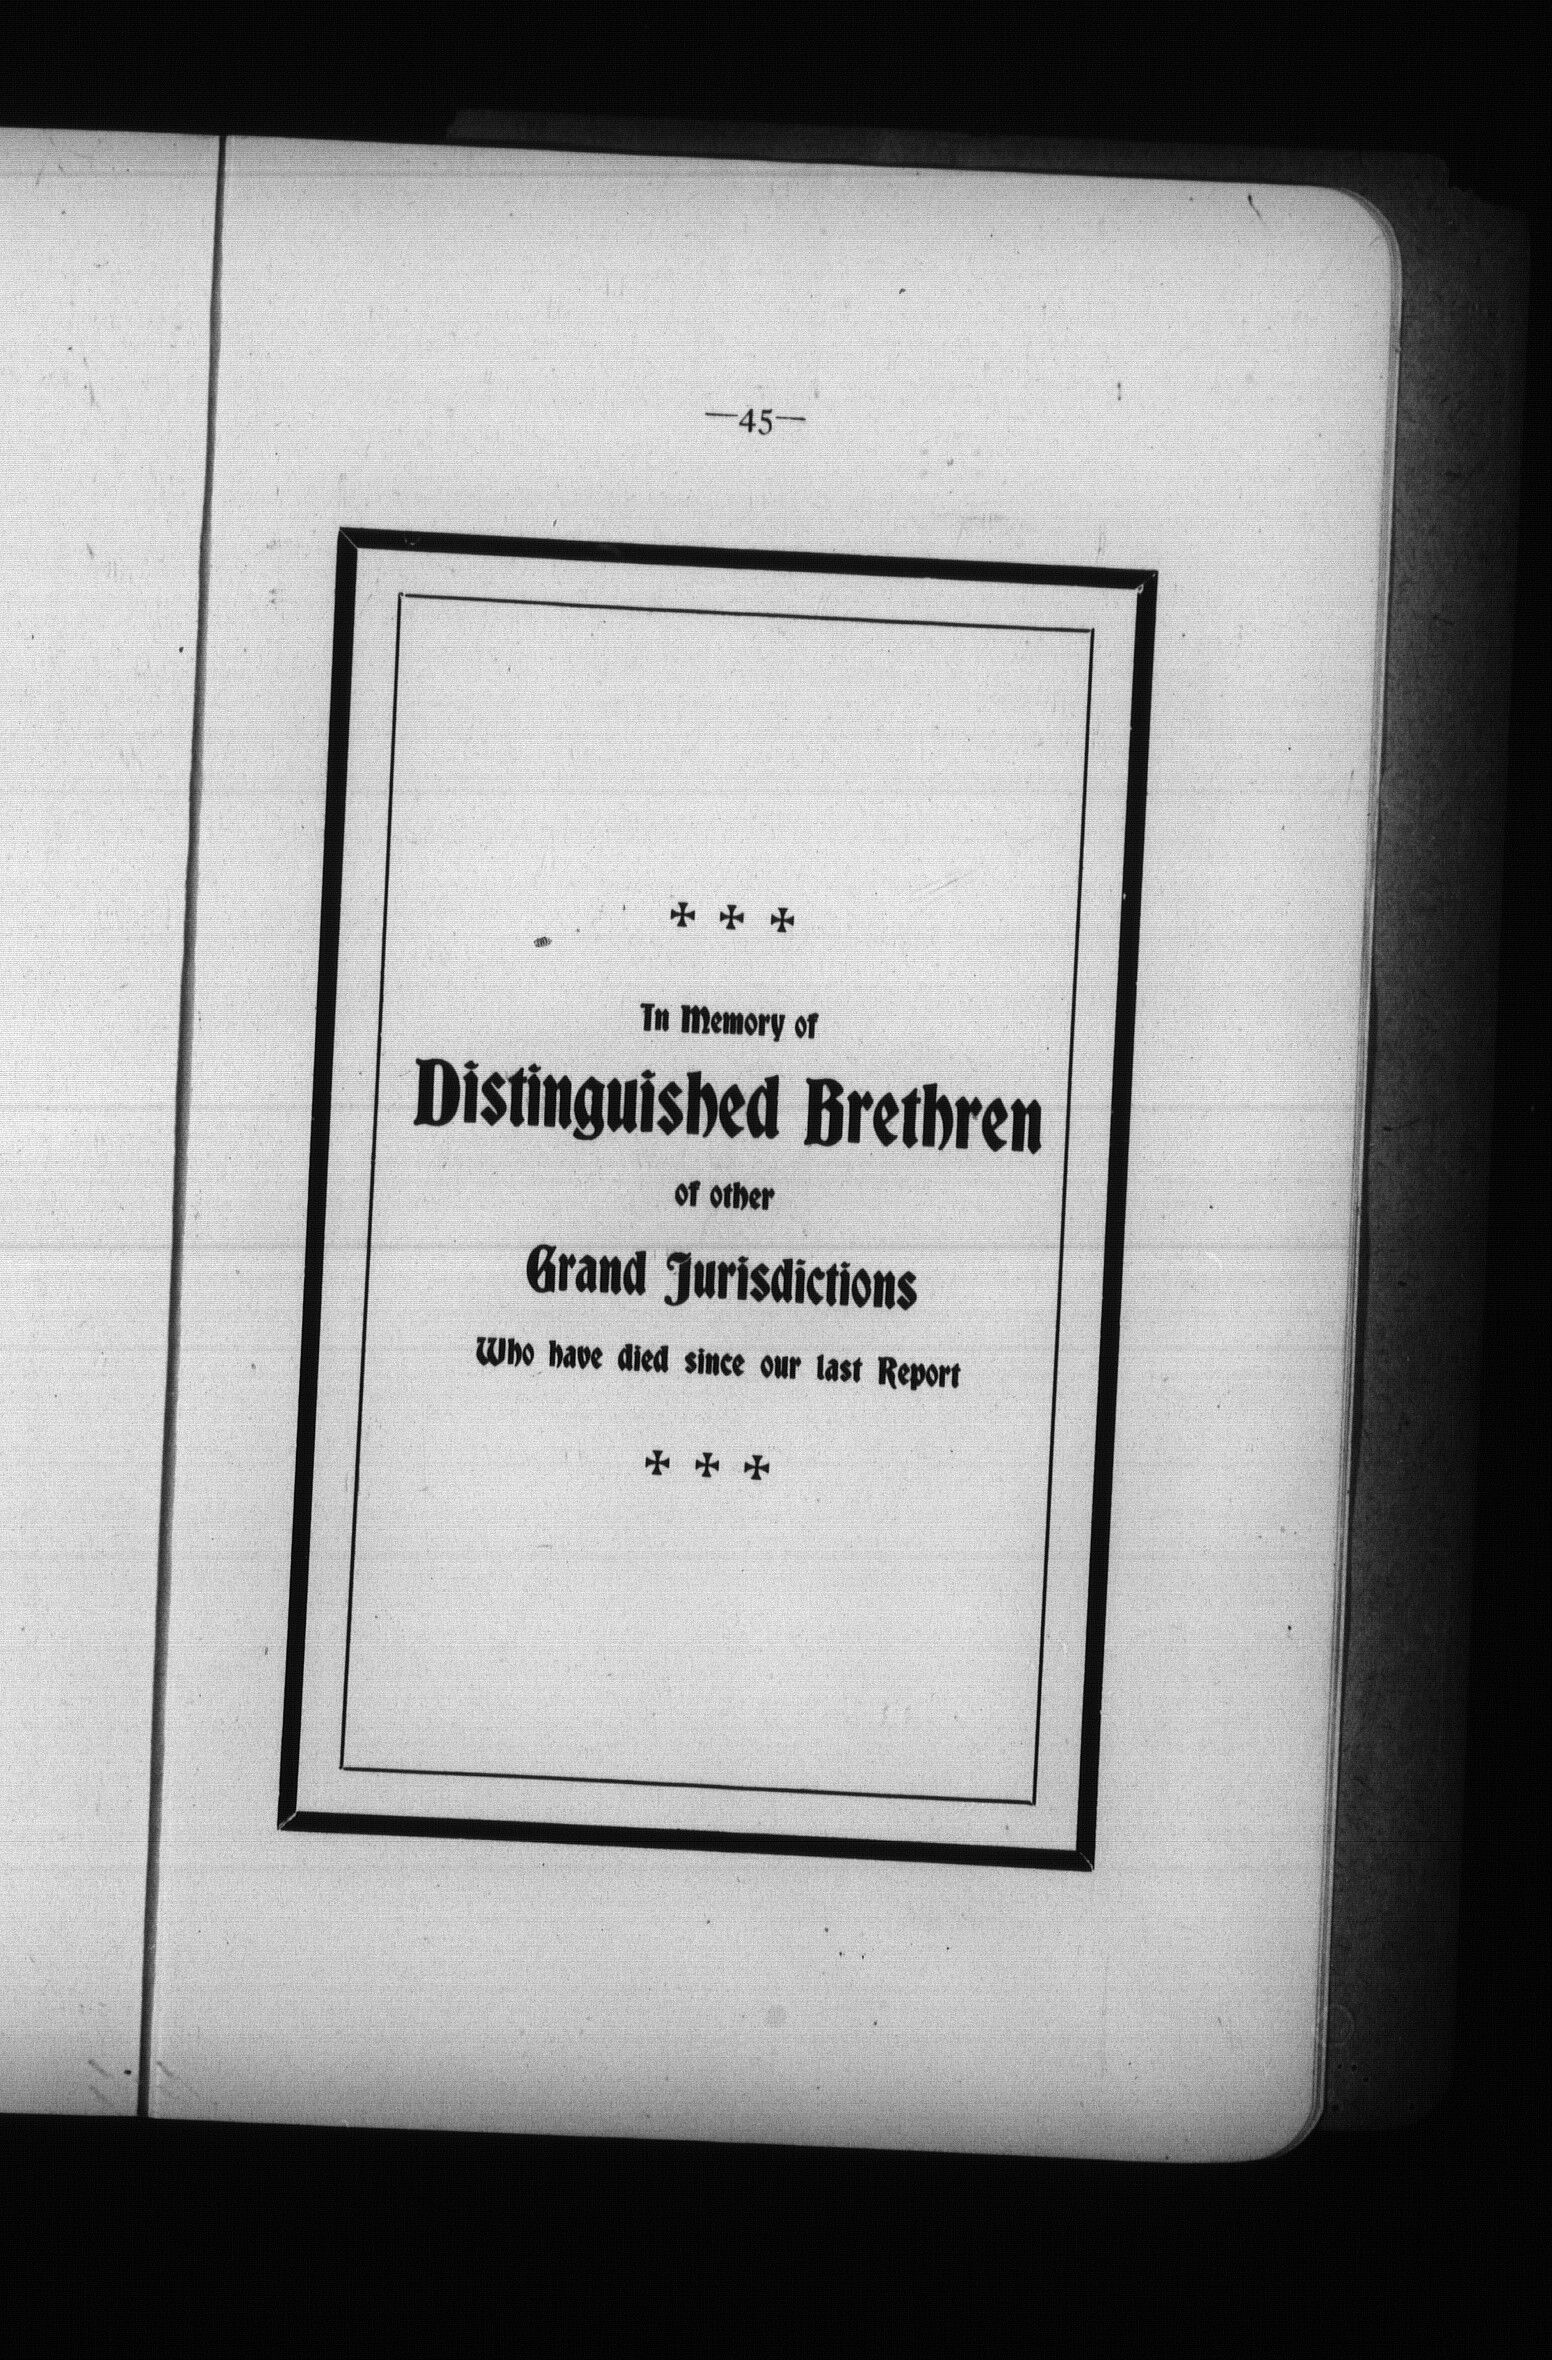 —45—
✠ ✠ ✠
In Memory of
Distinguished Brethren
of other
Grand Jurisdictions
Who have died since our last Report
✠ ✠ ✠